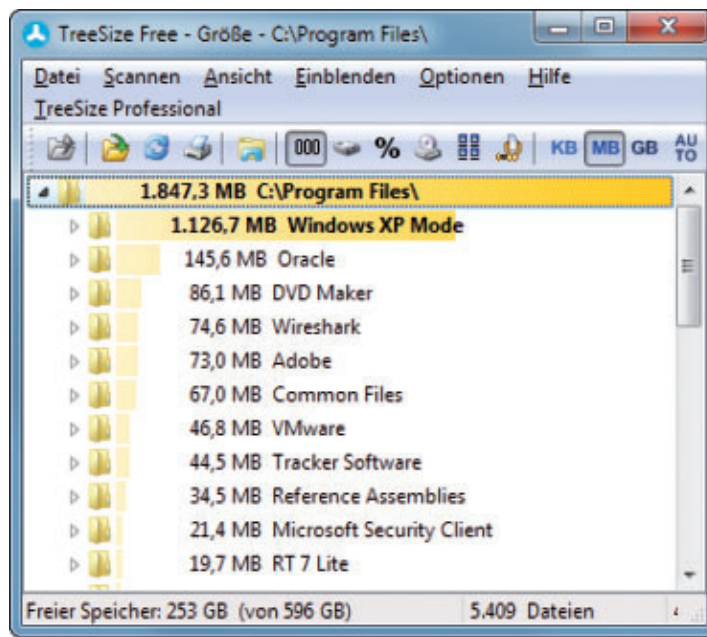 TreeSize Free - Größe - C:\Program Files\
Datei Scannen Ansicht Einblenden Optionen Hilfe
TreeSize Professional
000 % KB MB GB AU TO
1.847,3 MB C:\Program Files\
1.126,7 MB Windows XP Mode
145,6 MB Oracle
86,1 MB DVD Maker
74,6 MB Wireshark
73,0 MB Adobe
67,0 MB Common Files
46,8 MB VMware
44,5 MB Tracker Software
34,5 MB Reference Assemblies
21,4 MB Microsoft Security Client
19,7 MB RT 7 Lite
Freier Speicher: 253 GB (von 596 GB) 5.409 Dateien